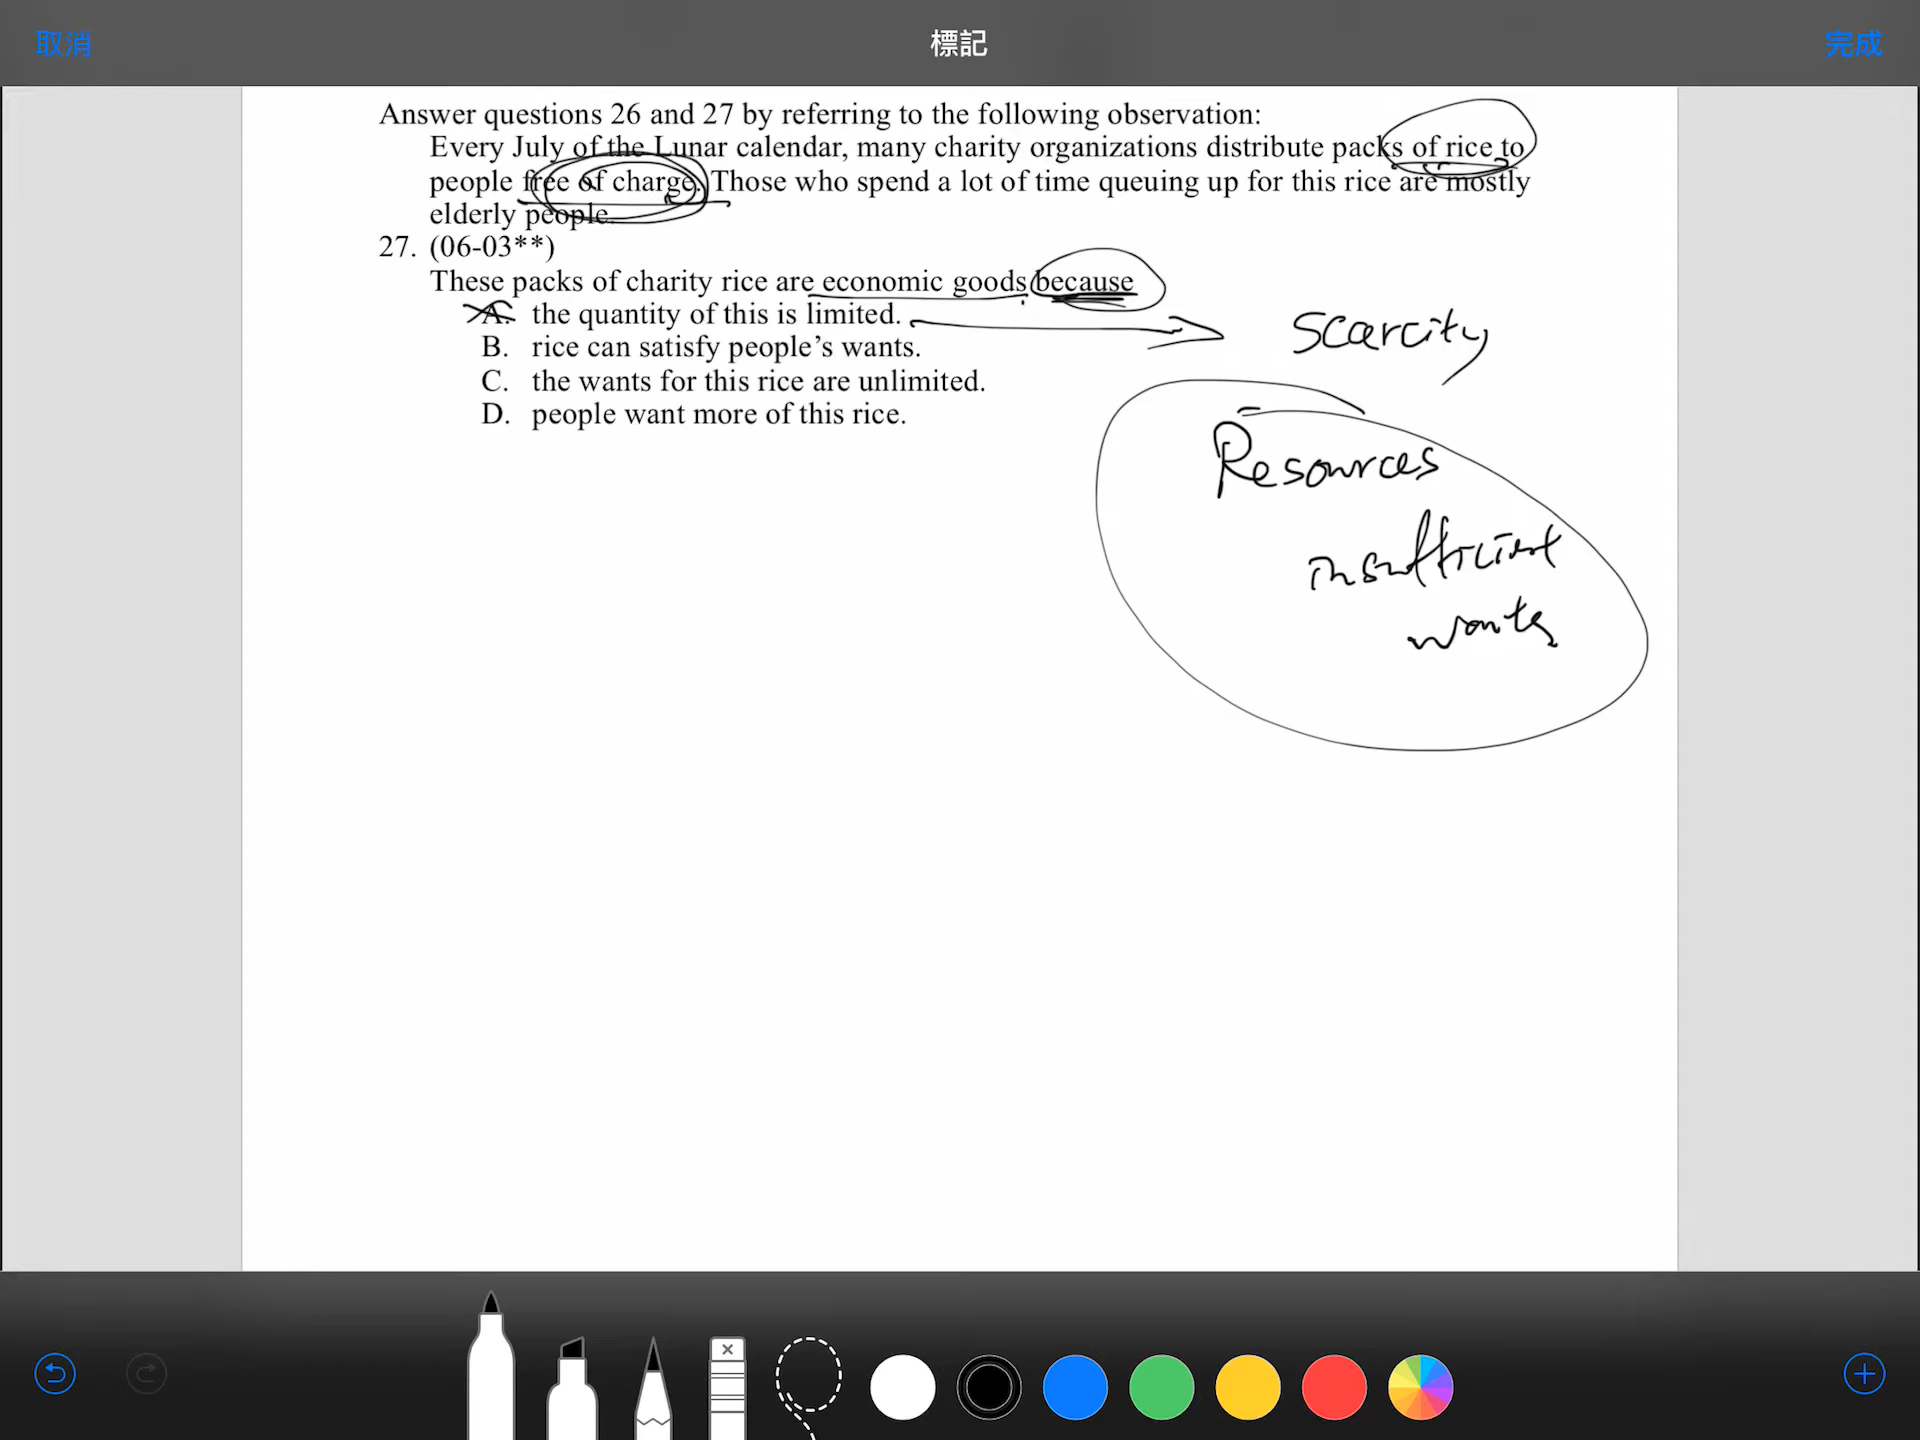 取消
標記
完成
Answer questions 26 and 27 by referring to the following observation:
Every July of the Lunar calendar, many charity organizations distribute packs of rice to
people free of charge. Those who spend a lot of time queuing up for this rice are mostly
elderly people.
27. (06-03**)
These packs of charity rice are economic goods because
A. the quantity of this is limited.
B. rice can satisfy people’s wants.
C. the wants for this rice are unlimited.
D. people want more of this rice.
Scarcity
Resources
insufficient
wants